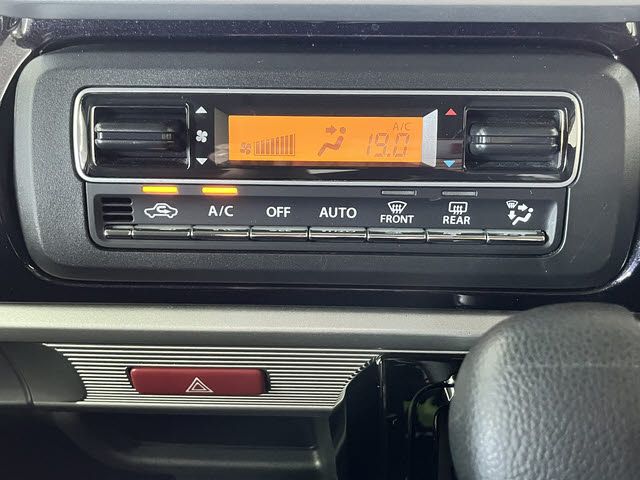 A/C
19.0
A/C
OFF
AUTO
FRONT
REAR